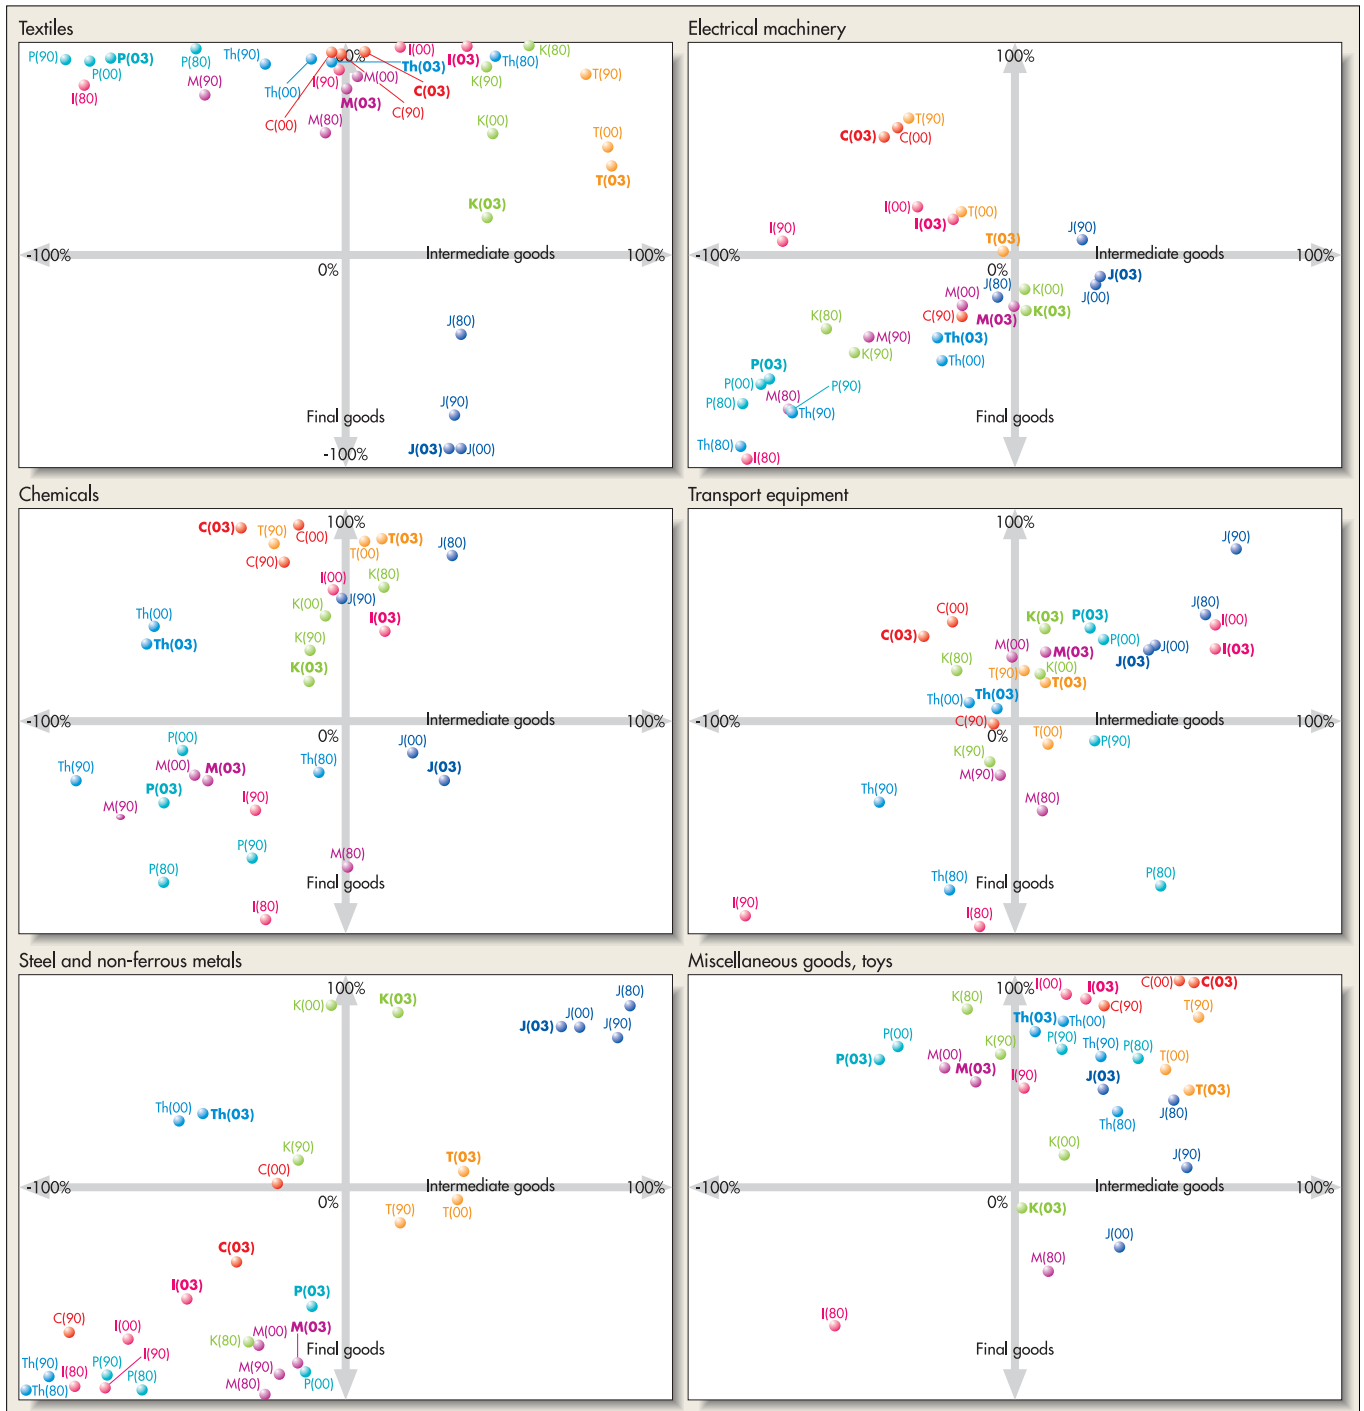 Textiles
P(90)
P(00)
P(03)
I(80)
P(80)
M(90)
Th(90)
Th(00)
C(00)
00%
I(90)
M(80)
M(00)
M(03)
I(00)
Th(03)
C(03)
C(90)
I(03)
Th(80)
K(80)
K(90)
K(00)
T(90)
T(00)
T(03)
K(03)
-100%
Intermediate goods
100%
0%
J(80)
J(90)
Final goods
J(03)
J(00)
-100%
Electrical machinery
100%
T(90)
C(03)
C(00)
I(00)
T(00)
I(03)
I(90)
J(90)
T(03)
-100%
Intermediate goods
100%
0%
J(03)
J(80)
J(00)
K(00)
M(00)
C(90)
M(03)
K(03)
K(80)
M(90)
Th(03)
K(90)
Th(00)
P(03)
P(00)
P(90)
P(80)
M(80)
Th(90)
Final goods
Th(80)
I(80)
Chemicals
100%
C(03)
T(90)
C(00)
T(03)
T(00)
J(80)
C(90)
I(00)
K(80)
K(00)
J(90)
Th(00)
I(03)
Th(03)
K(90)
K(03)
-100%
Intermediate goods
100%
0%
P(00)
J(00)
Th(90)
M(00)
M(03)
Th(80)
J(03)
P(03)
M(90)
I(90)
P(90)
M(80)
P(80)
Final goods
I(80)
Transport equipment
100%
J(90)
C(00)
K(03)
P(03)
J(80)
I(00)
C(03)
P(00)
M(00)
M(03)
J(00)
I(03)
J(03)
K(80)
T(90)
K(00)
T(03)
Th(00)
Th(03)
-100%
C(90)
Intermediate goods
100%
0%
T(00)
P(90)
K(90)
M(90)
Th(90)
M(80)
Th(80)
Final goods
P(80)
I(90)
I(80)
Steel and non-ferrous metals
100%
K(00)
K(03)
J(80)
J(03)
J(00)
J(90)
Th(00)
Th(03)
K(90)
T(03)
C(00)
-100%
Intermediate goods
100%
0%
T(90)
T(00)
C(03)
I(03)
P(03)
C(90)
I(00)
M(00)
M(03)
K(80)
Final goods
I(90)
Th(90)
P(90)
M(90)
I(80)
P(80)
P(00)
Th(80)
M(80)
Miscellaneous goods, toys
100%
I(00)
I(03)
C(00)
C(03)
K(80)
C(90)
T(90)
Th(03)
Th(00)
P(00)
P(03)
K(90)
P(90)
Th(90)
P(80)
M(00)
M(03)
T(00)
I(90)
J(03)
T(03)
J(80)
Th(80)
K(00)
J(90)
-100%
Intermediate goods
100%
0%
K(03)
J(00)
M(80)
I(80)
Final goods